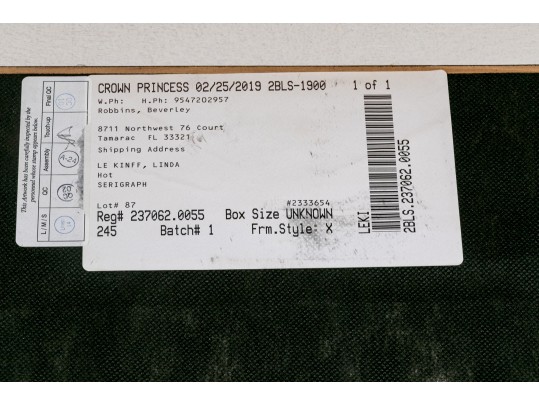 CROWN PRINCESS 02/25/2019 2BLS-1900 1 of 1
W.Ph: H.Ph: 9547202957
Robbins, Beverley
8711 Northwest 76 Court
Tamarac FL 33321
Shipping Address
LE KINFF, LINDA
Hot
SERIGRAPH
#2333654
Lot# 87
Reg# 237062.0055 Box Size UNKNOWN
245 Batch# 1 Frm.Style: X
LEKI
2BLS:237062.0055
This Artwork has been carefully inspected by the
personnel whose stamp appears below.
L/M/S QC Assembly Touch-up Final QC